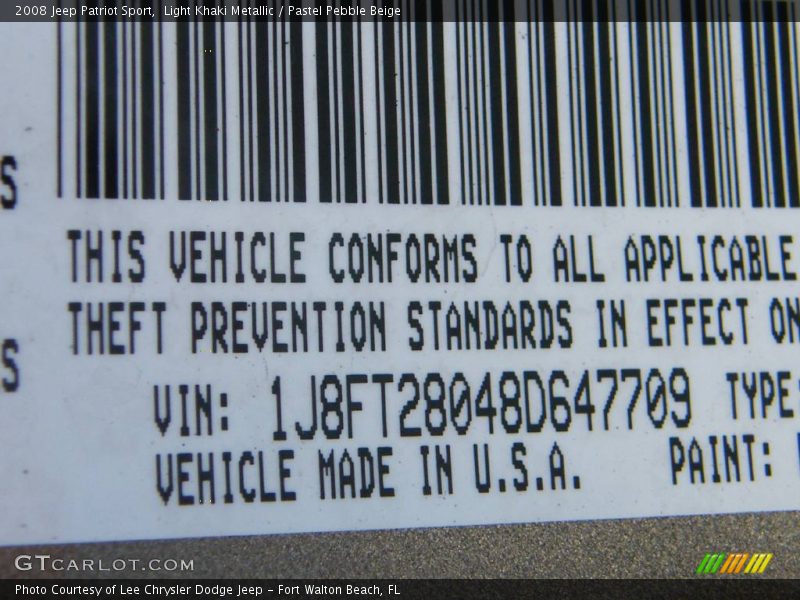 2008 Jeep Patriot Sport, Light Khaki Metallic / Pastel Pebble Beige
S
THIS VEHICLE CONFORMS TO ALL APPLICABLE
THEFT PREVENTION STANDARDS IN EFFECT ON
S
VIN: 1J8FT28048D647709 TYPE:
VEHICLE MADE IN U.S.A. PAINT:
GTCARLOT.COM
Photo Courtesy of Lee Chrysler Dodge Jeep - Fort Walton Beach, FL